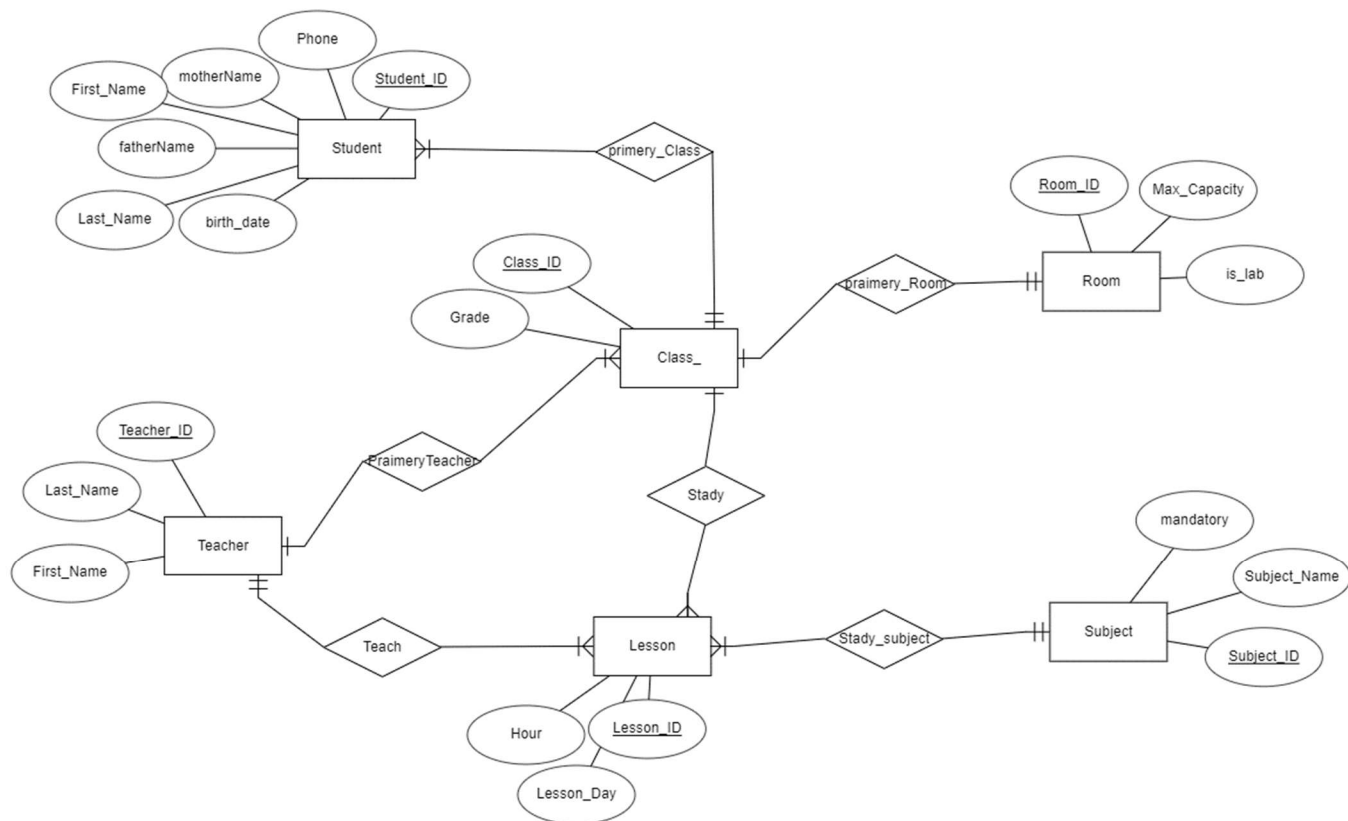 Phone
motherName
Student_ID
First_Name
fatherName
Student
primery_Class
Last_Name
birth_date
Room_ID
Max_Capacity
Class_ID
praimery_Room
Room
is_lab
Grade
Class_
Teacher_ID
PraimeryTeacher
Last_Name
Stady
mandatory
Teacher
First_Name
Subject_Name
Teach
Lesson
Stady_subject
Subject
Subject_ID
Hour
Lesson_ID
Lesson_Day